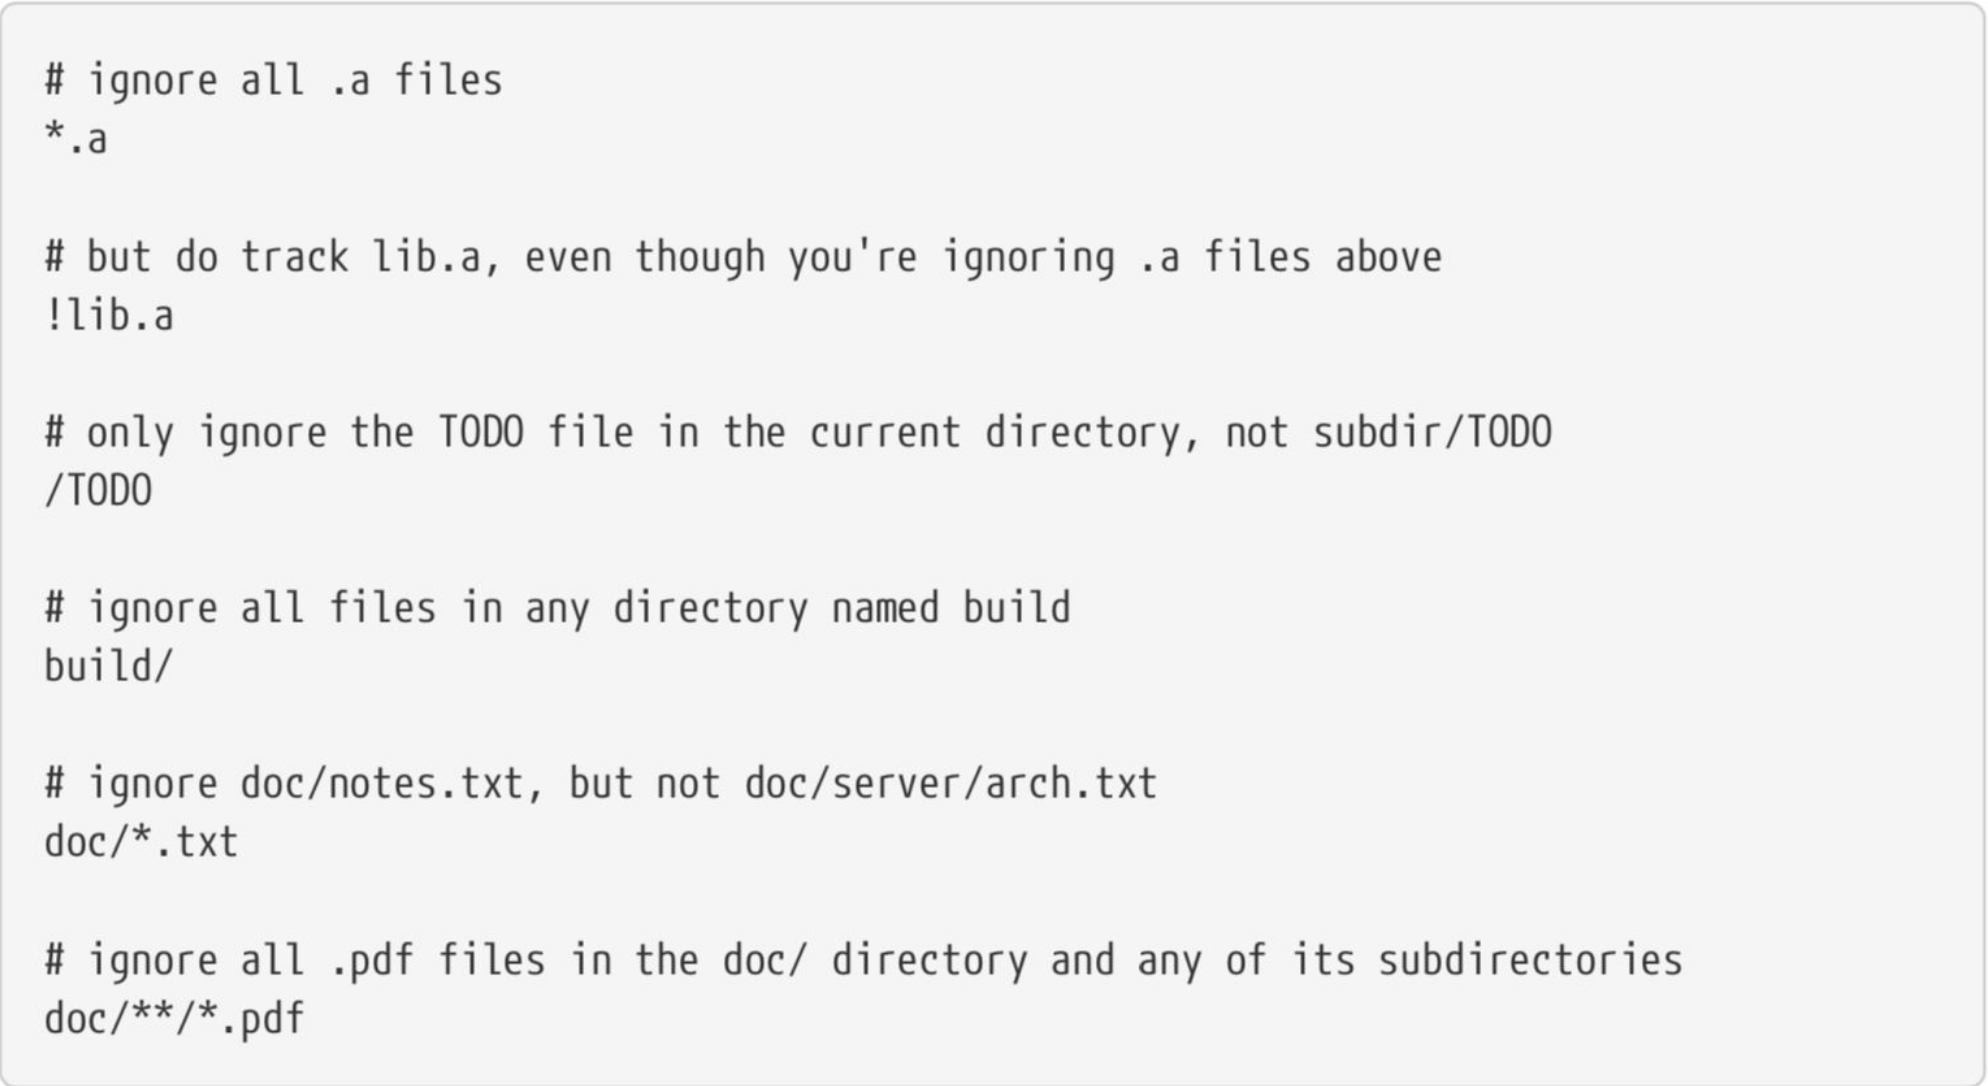 # ignore all .a files
*.a
# but do track lib.a, even though you're ignoring .a files above
!lib.a
# only ignore the TODO file in the current directory, not subdir/TODO
/TODO
# ignore all files in any directory named build
build/
# ignore doc/notes.txt, but not doc/server/arch.txt
doc/*.txt
# ignore all .pdf files in the doc/ directory and any of its subdirectories
doc/**/*.pdf